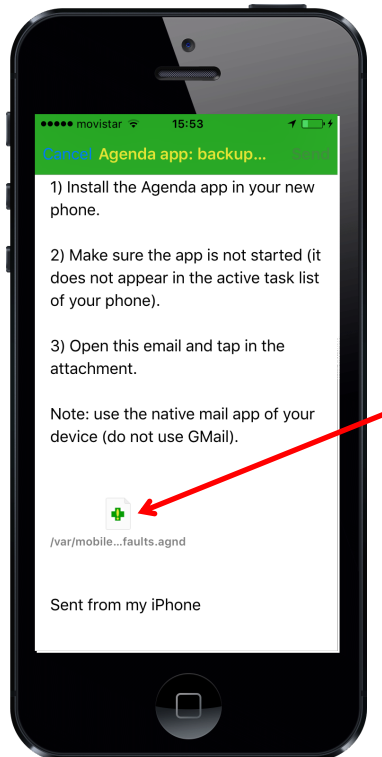 movistar 15:53
Cancel Agenda app: backup... Send
1) Install the Agenda app in your new
phone.
2) Make sure the app is not started (it
does not appear in the active task list
of your phone).
3) Open this email and tap in the
attachment.
Note: use the native mail app of your
device (do not use GMail).
/var/mobile...faults.agnd
Sent from my iPhone